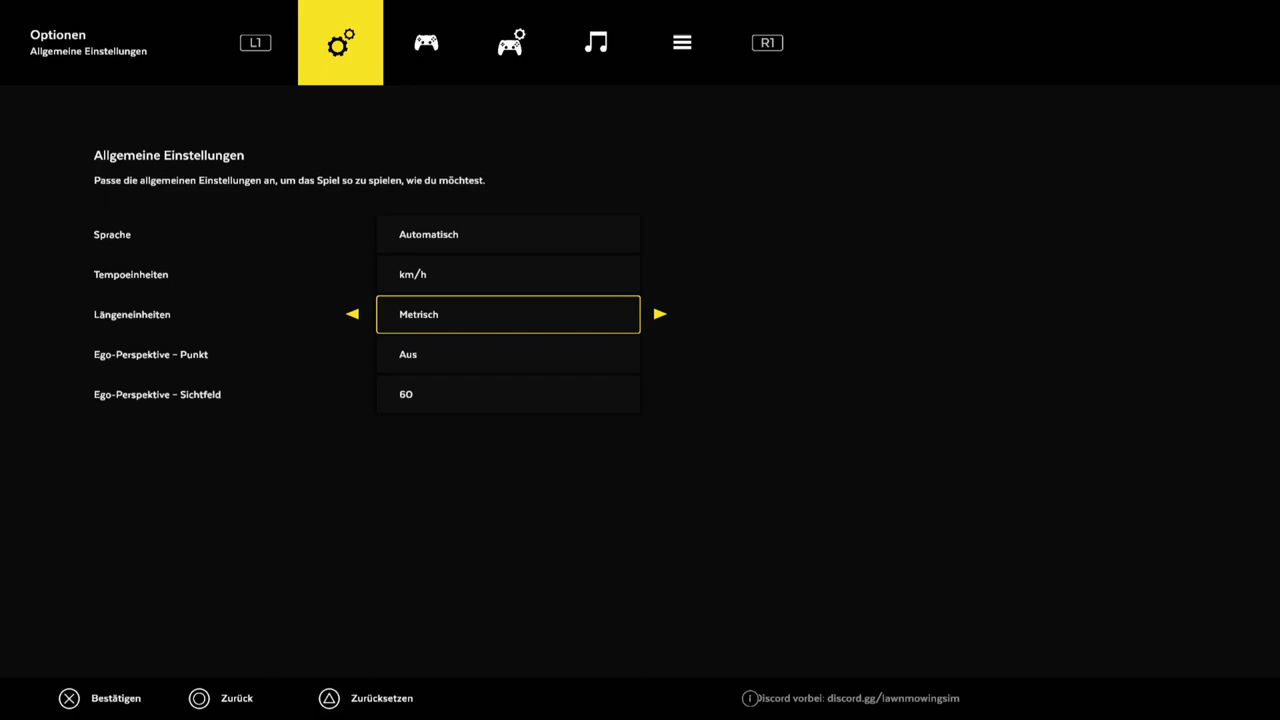 Optionen
Allgemeine Einstellungen
L1
R1
Allgemeine Einstellungen
Passe die allgemeinen Einstellungen an, um das Spiel so zu spielen, wie du möchtest.
Sprache Automatisch
Tempoeinheiten km/h
Längeneinheiten Metrisch
Ego-Perspektive – Punkt Aus
Ego-Perspektive – Sichtfeld 60
Bestätigen Zurück Zurücksetzen
Discord vorbei: discord.gg/lawnmowingsim